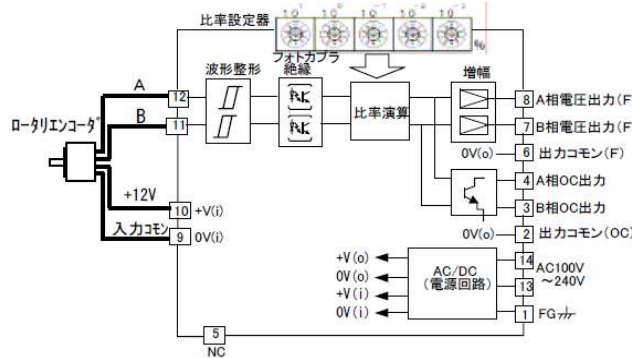 比率設定器
10 10 10 10 10
%
フォトカプラ
絶縁
波形整形
増幅
A
12
8 A相電圧出力(F
ロータリエンコーダ
B
11
比率演算
7 B相電圧出力(F
0V(o)
6 出力コモン(F)
4 A相OC出力
+12V
10 +V(i)
3 B相OC出力
入力コモン
9 0V(i)
0V(o)
2 出力コモン(OC)
+V(o)
0V(o)
+V(i)
0V(i)
AC/DC
(電源回路)
14
13
AC100V
~240V
1 FG
5
NC